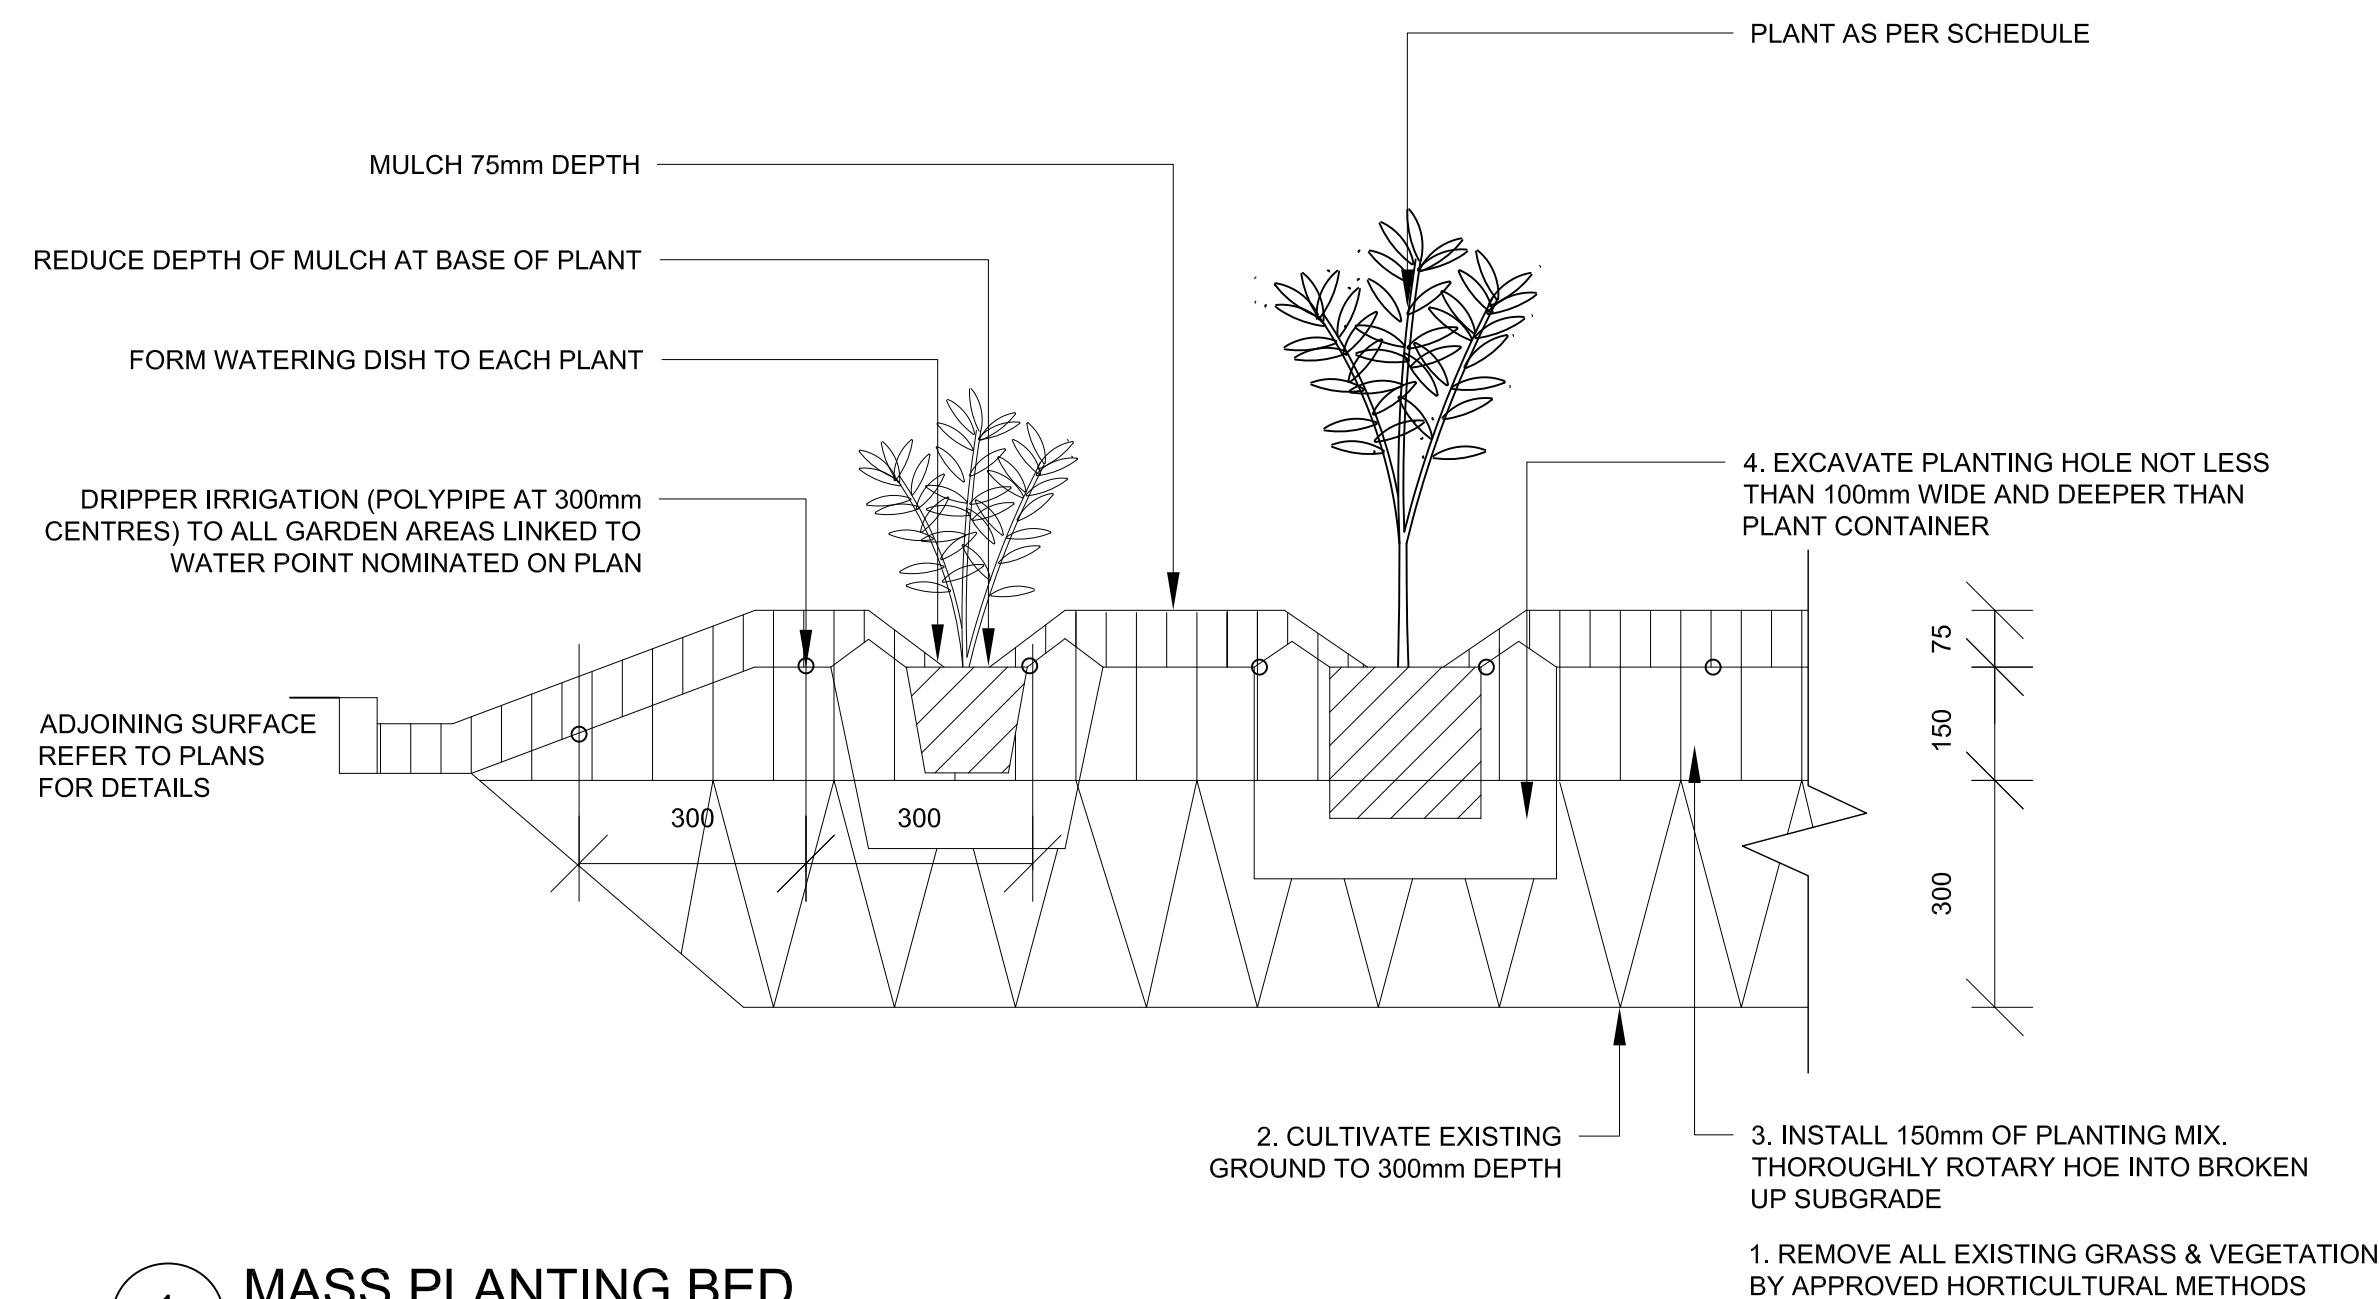 PLANT AS PER SCHEDULE
MULCH 75mm DEPTH
REDUCE DEPTH OF MULCH AT BASE OF PLANT
FORM WATERING DISH TO EACH PLANT
DRIPPER IRRIGATION (POLYPIPE AT 300mm
CENTRES) TO ALL GARDEN AREAS LINKED TO
WATER POINT NOMINATED ON PLAN
4. EXCAVATE PLANTING HOLE NOT LESS
THAN 100mm WIDE AND DEEPER THAN
PLANT CONTAINER
ADJOINING SURFACE
REFER TO PLANS
FOR DETAILS
75
150
300
300
300
2. CULTIVATE EXISTING
GROUND TO 300mm DEPTH
3. INSTALL 150mm OF PLANTING MIX.
THOROUGHLY ROTARY HOE INTO BROKEN
UP SUBGRADE
1. REMOVE ALL EXISTING GRASS & VEGETATION
BY APPROVED HORTICULTURAL METHODS
MASS PLANTING BED